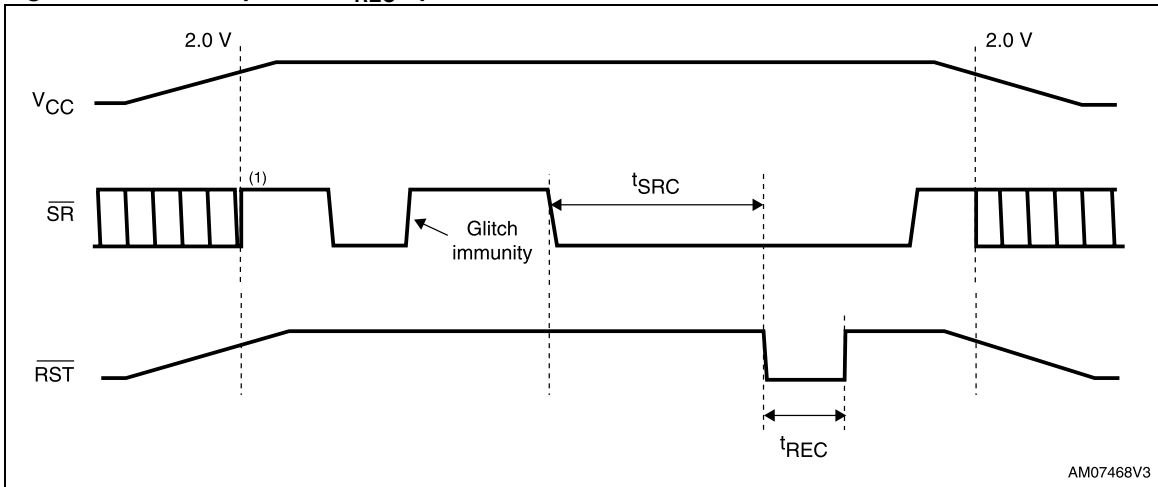 2.0 V
2.0 V
VCC
(1)
SR
tSRC
Glitch
immunity
RST
tREC
AM07468V3